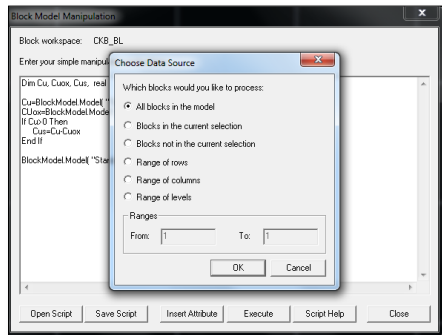 Block Model Manipulation
x
Block workspace: CKB_BL
Enter your simple manipul
Dim Cu, Cuox, Cus, real
Cu=BlockModel.Model( "
CUox=BlockModel.Mode
If Cu>0 Then
Cus=Cu-Cuox
End If
BlockModel.Model( "Star
Choose Data Source
x
Which blocks would you like to process:
All blocks in the model
Blocks in the current selection
Blocks not in the current selection
Range of rows
Range of columns
Range of levels
Ranges
From: 1 To: 1
OK Cancel
Open Script Save Script Insert Attribute Execute Script Help Close